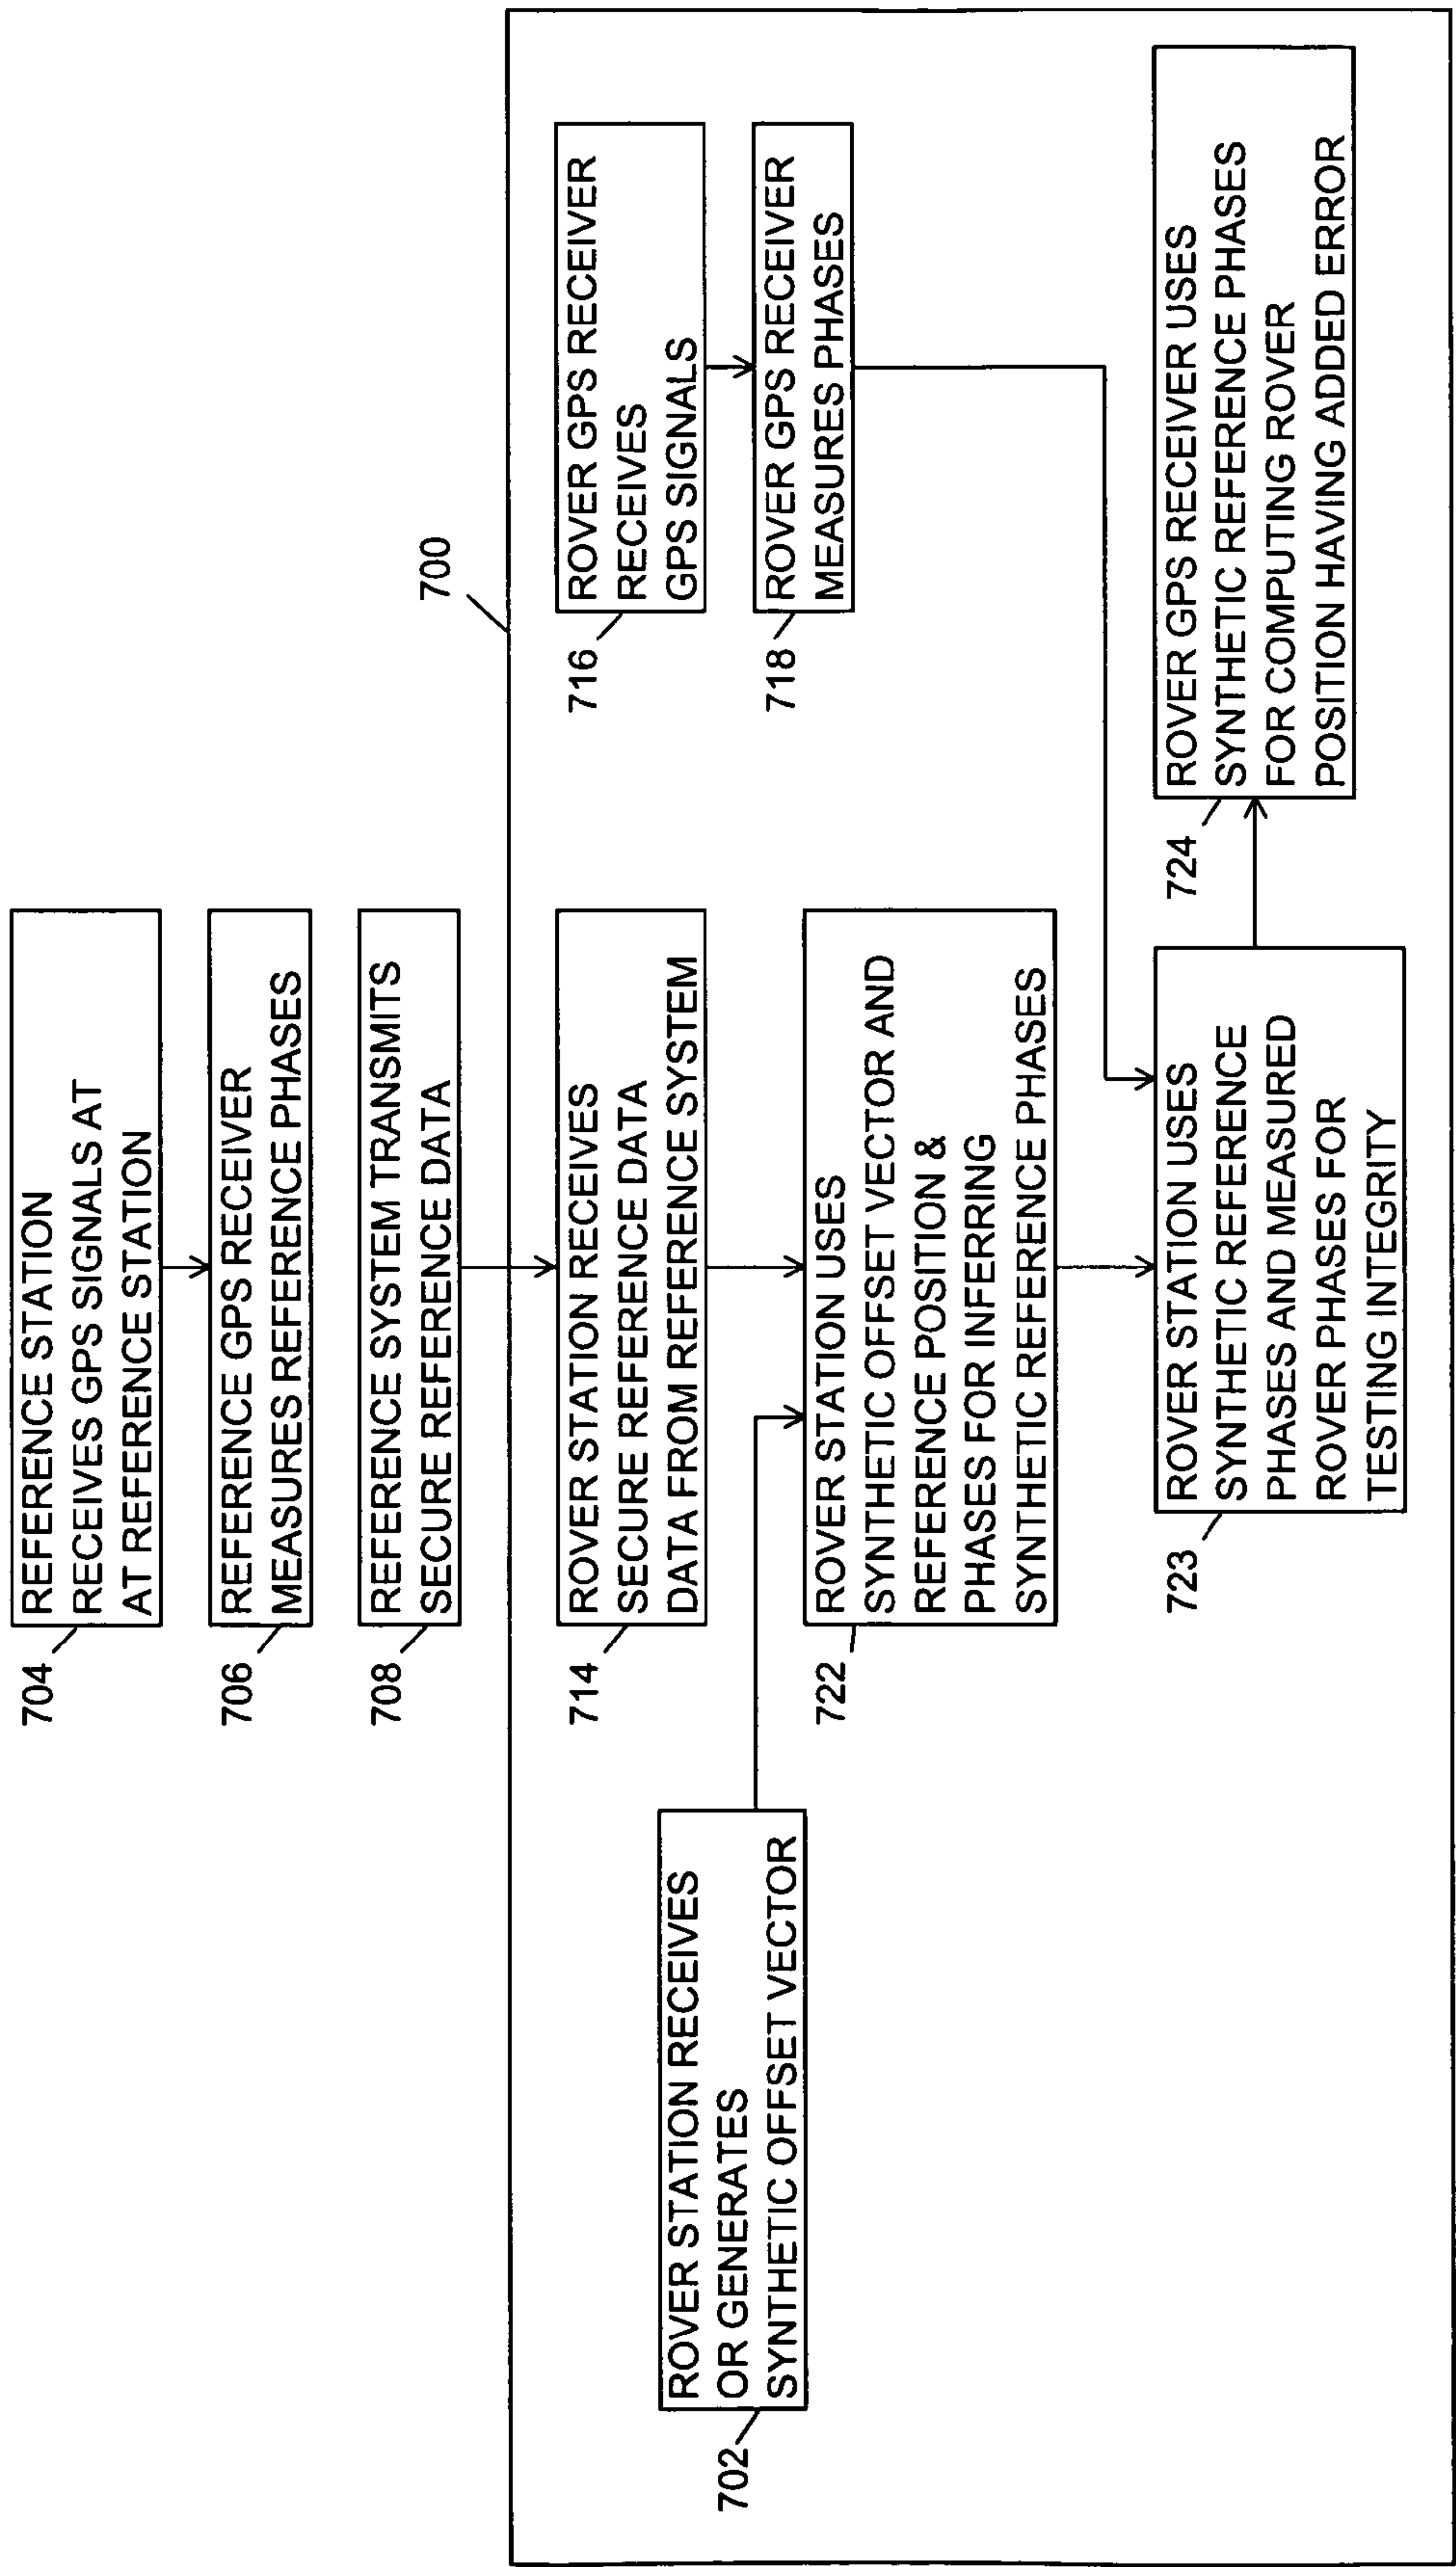 704
REFERENCE STATION
RECEIVES GPS SIGNALS AT
AT REFERENCE STATION
706
REFERENCE GPS RECEIVER
MEASURES REFERENCE PHASES
708
REFERENCE SYSTEM TRANSMITS
SECURE REFERENCE DATA
700
714
ROVER STATION RECEIVES
SECURE REFERENCE DATA
DATA FROM REFERENCE SYSTEM
716
ROVER GPS RECEIVER
RECEIVES
GPS SIGNALS
702
ROVER STATION RECEIVES
OR GENERATES
SYNTHETIC OFFSET VECTOR
718
ROVER GPS RECEIVER
MEASURES PHASES
722
ROVER STATION USES
SYNTHETIC OFFSET VECTOR AND
REFERENCE POSITION &
PHASES FOR INFERRING
SYNTHETIC REFERENCE PHASES
723
ROVER STATION USES
SYNTHETIC REFERENCE
PHASES AND MEASURED
ROVER PHASES FOR
TESTING INTEGRITY
724
ROVER GPS RECEIVER USES
SYNTHETIC REFERENCE PHASES
FOR COMPUTING ROVER
POSITION HAVING ADDED ERROR